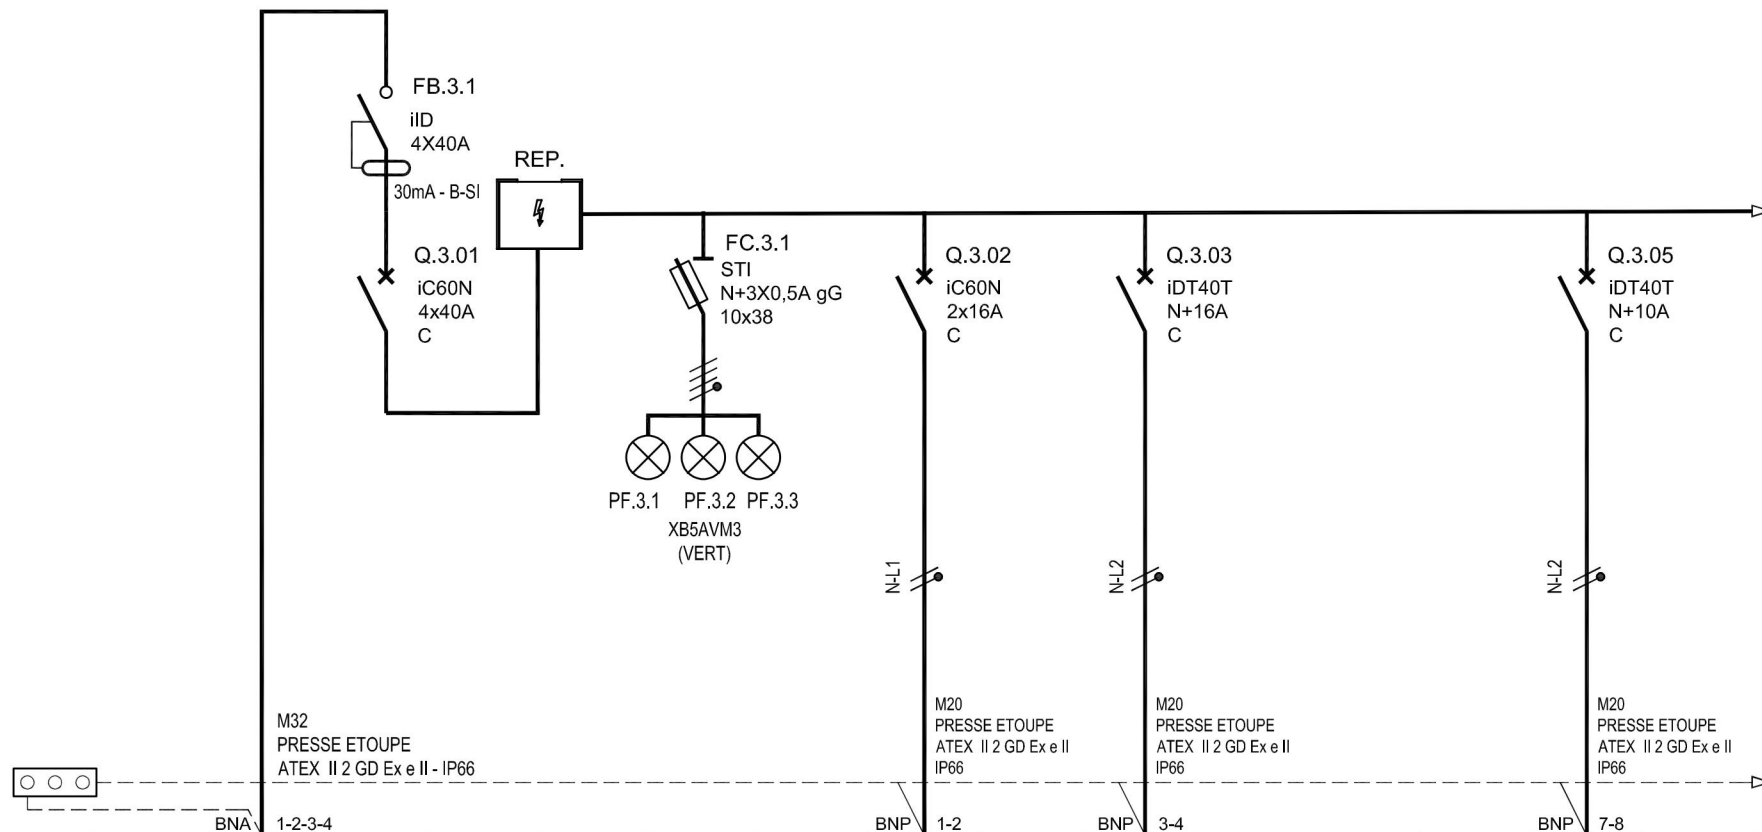 FB.3.1
iID
4X40A
30mA - B-SI
REP.
Q.3.01
iC60N
4x40A
C
FC.3.1
STI
N+3X0,5A gG
10x38
PF.3.1 PF.3.2 PF.3.3
XB5AVM3
(VERT)
Q.3.02
iC60N
2x16A
C
Q.3.03
iDT40T
N+16A
C
Q.3.05
iDT40T
N+10A
C
N-L1
N-L2
N-L2
M32
PRESSE ETOUPE
ATEX II 2 GD Ex e II - IP66
M20
PRESSE ETOUPE
ATEX II 2 GD Ex e II
IP66
M20
PRESSE ETOUPE
ATEX II 2 GD Ex e II
IP66
M20
PRESSE ETOUPE
ATEX II 2 GD Ex e II
IP66
BNA 1-2-3-4
BNP 1-2
BNP 3-4
BNP 7-8